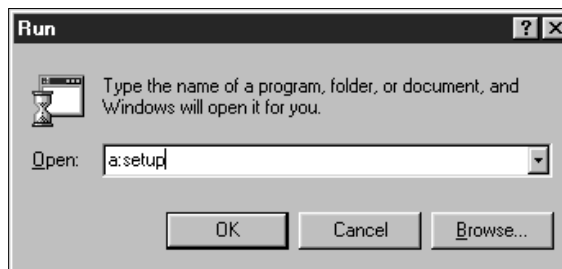 Run
Type the name of a program, folder, or document, and
Windows will open it for you.
Open: a:setup
OK Cancel Browse...